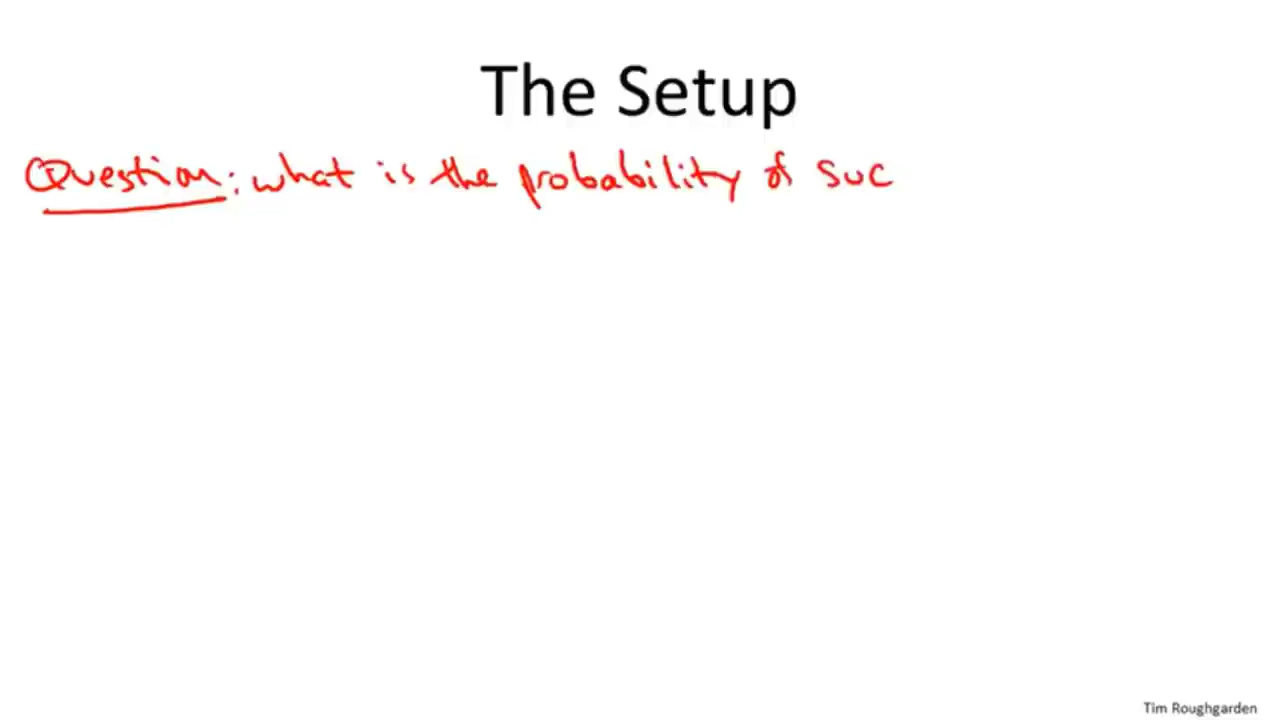 The Setup
Question: what is the probability of suc
Tim Roughgarden